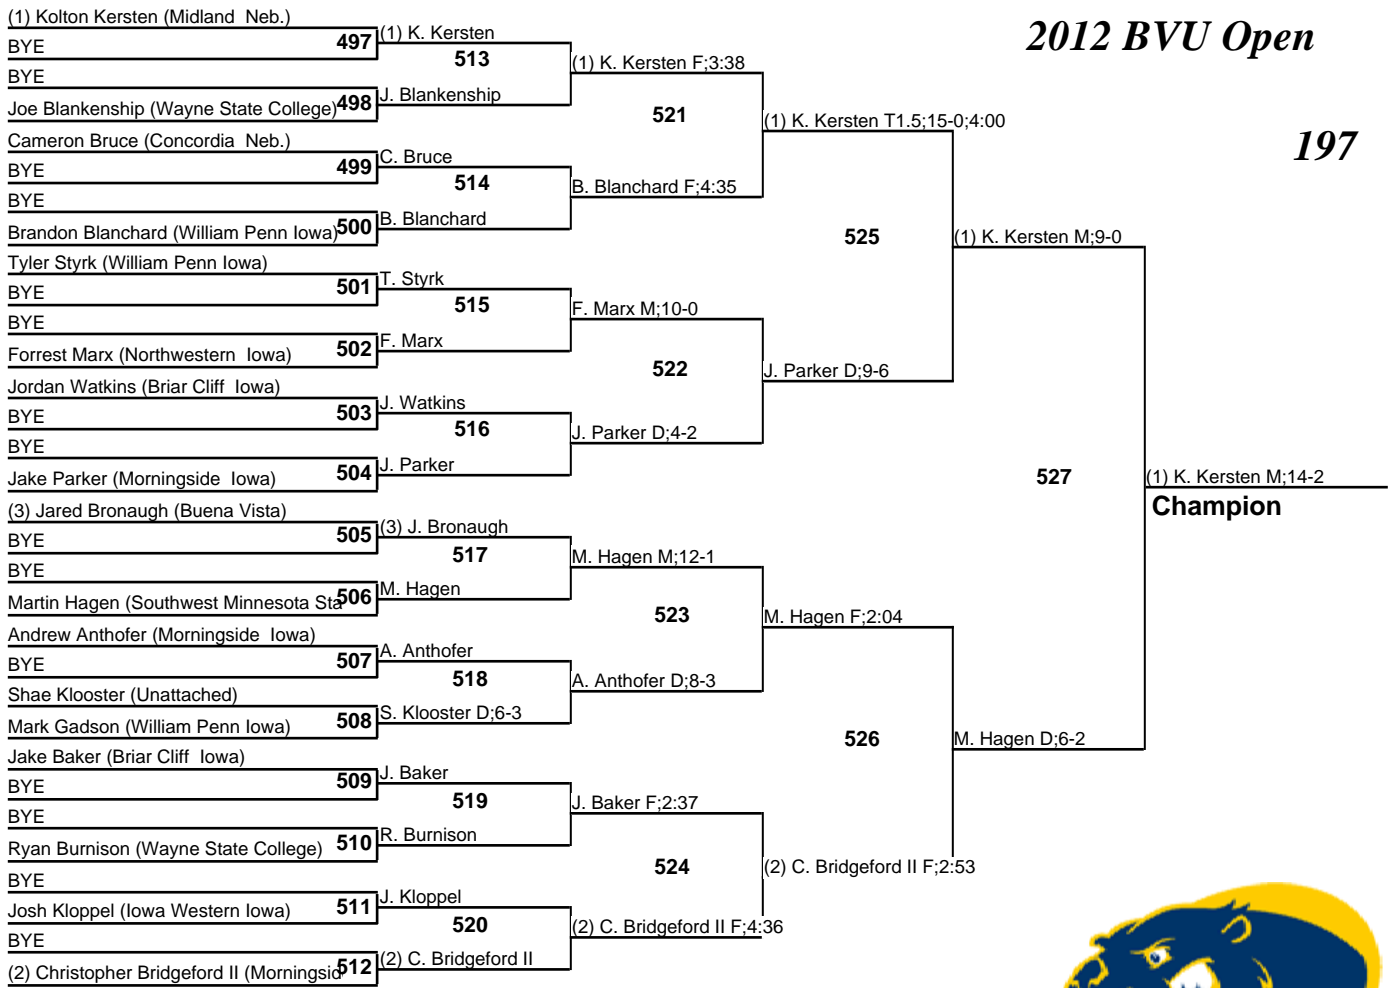 (1) Kolton Kersten (Midland  Neb.)
BYE
497
BYE
Joe Blankenship (Wayne State College)
498
Cameron Bruce (Concordia  Neb.)
BYE
499
BYE
Brandon Blanchard (William Penn Iowa)
500
Tyler Styrk (William Penn Iowa)
BYE
501
BYE
Forrest Marx (Northwestern  Iowa)
502
Jordan Watkins (Briar Cliff  Iowa)
BYE
503
BYE
Jake Parker (Morningside  Iowa)
504
(3) Jared Bronaugh (Buena Vista)
BYE
505
BYE
Martin Hagen (Southwest Minnesota Sta
506
Andrew Anthofer (Morningside  Iowa)
BYE
507
Shae Klooster (Unattached)
Mark Gadson (William Penn Iowa)
508
Jake Baker (Briar Cliff  Iowa)
BYE
509
BYE
Ryan Burnison (Wayne State College)
510
BYE
Josh Kloppel (Iowa Western Iowa)
511
BYE
(2) Christopher Bridgeford II (Morningsid
512
(1) K. Kersten
513
J. Blankenship
C. Bruce
514
B. Blanchard
T. Styrk
515
F. Marx
J. Watkins
516
J. Parker
(3) J. Bronaugh
517
M. Hagen
A. Anthofer
518
S. Klooster D;6-3
J. Baker
519
R. Burnison
J. Kloppel
520
(2) C. Bridgeford II
(1) K. Kersten F;3:38
521
B. Blanchard F;4:35
F. Marx M;10-0
522
J. Parker D;4-2
M. Hagen M;12-1
523
A. Anthofer D;8-3
J. Baker F;2:37
524
(2) C. Bridgeford II F;4:36
(1) K. Kersten T1.5;15-0;4:00
525
J. Parker D;9-6
M. Hagen F;2:04
526
(2) C. Bridgeford II F;2:53
(1) K. Kersten M;9-0
527
M. Hagen D;6-2
(1) K. Kersten M;14-2
Champion
2012 BVU Open
197